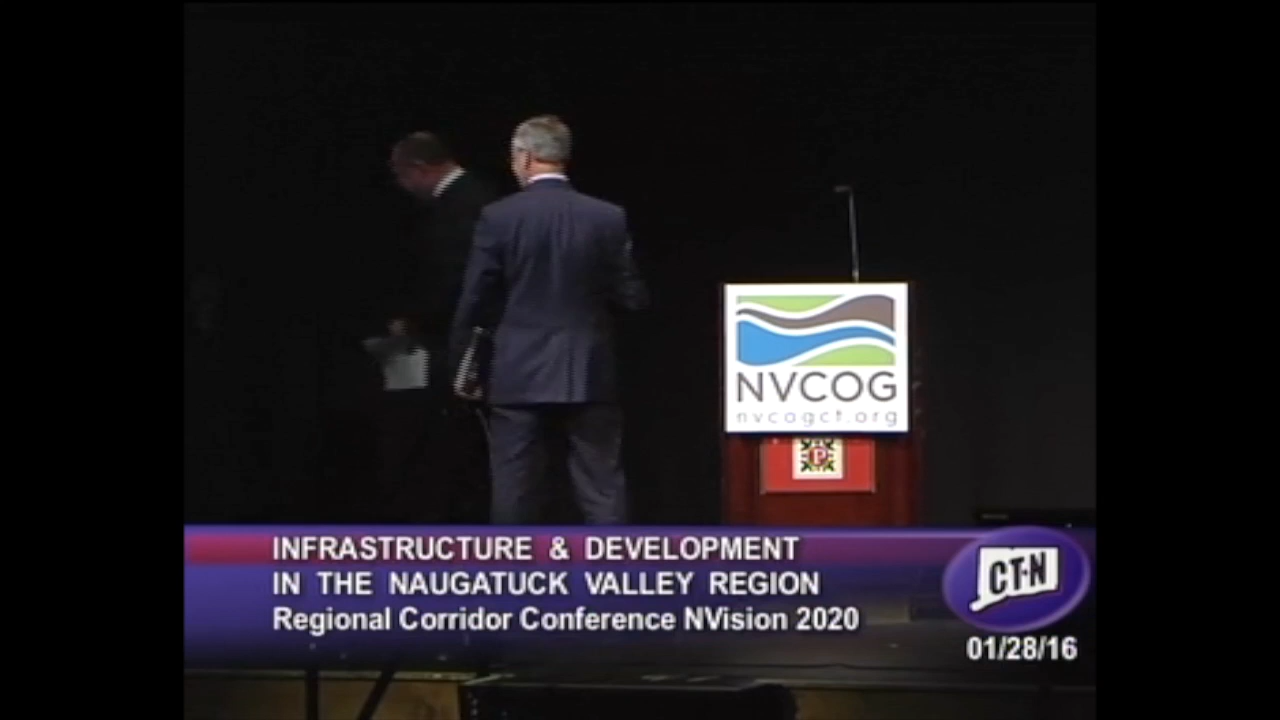 NVCOG
nvcogct.org
P
INFRASTRUCTURE & DEVELOPMENT
IN THE NAUGATUCK VALLEY REGION
Regional Corridor Conference NVision 2020
CT-N
01/28/16